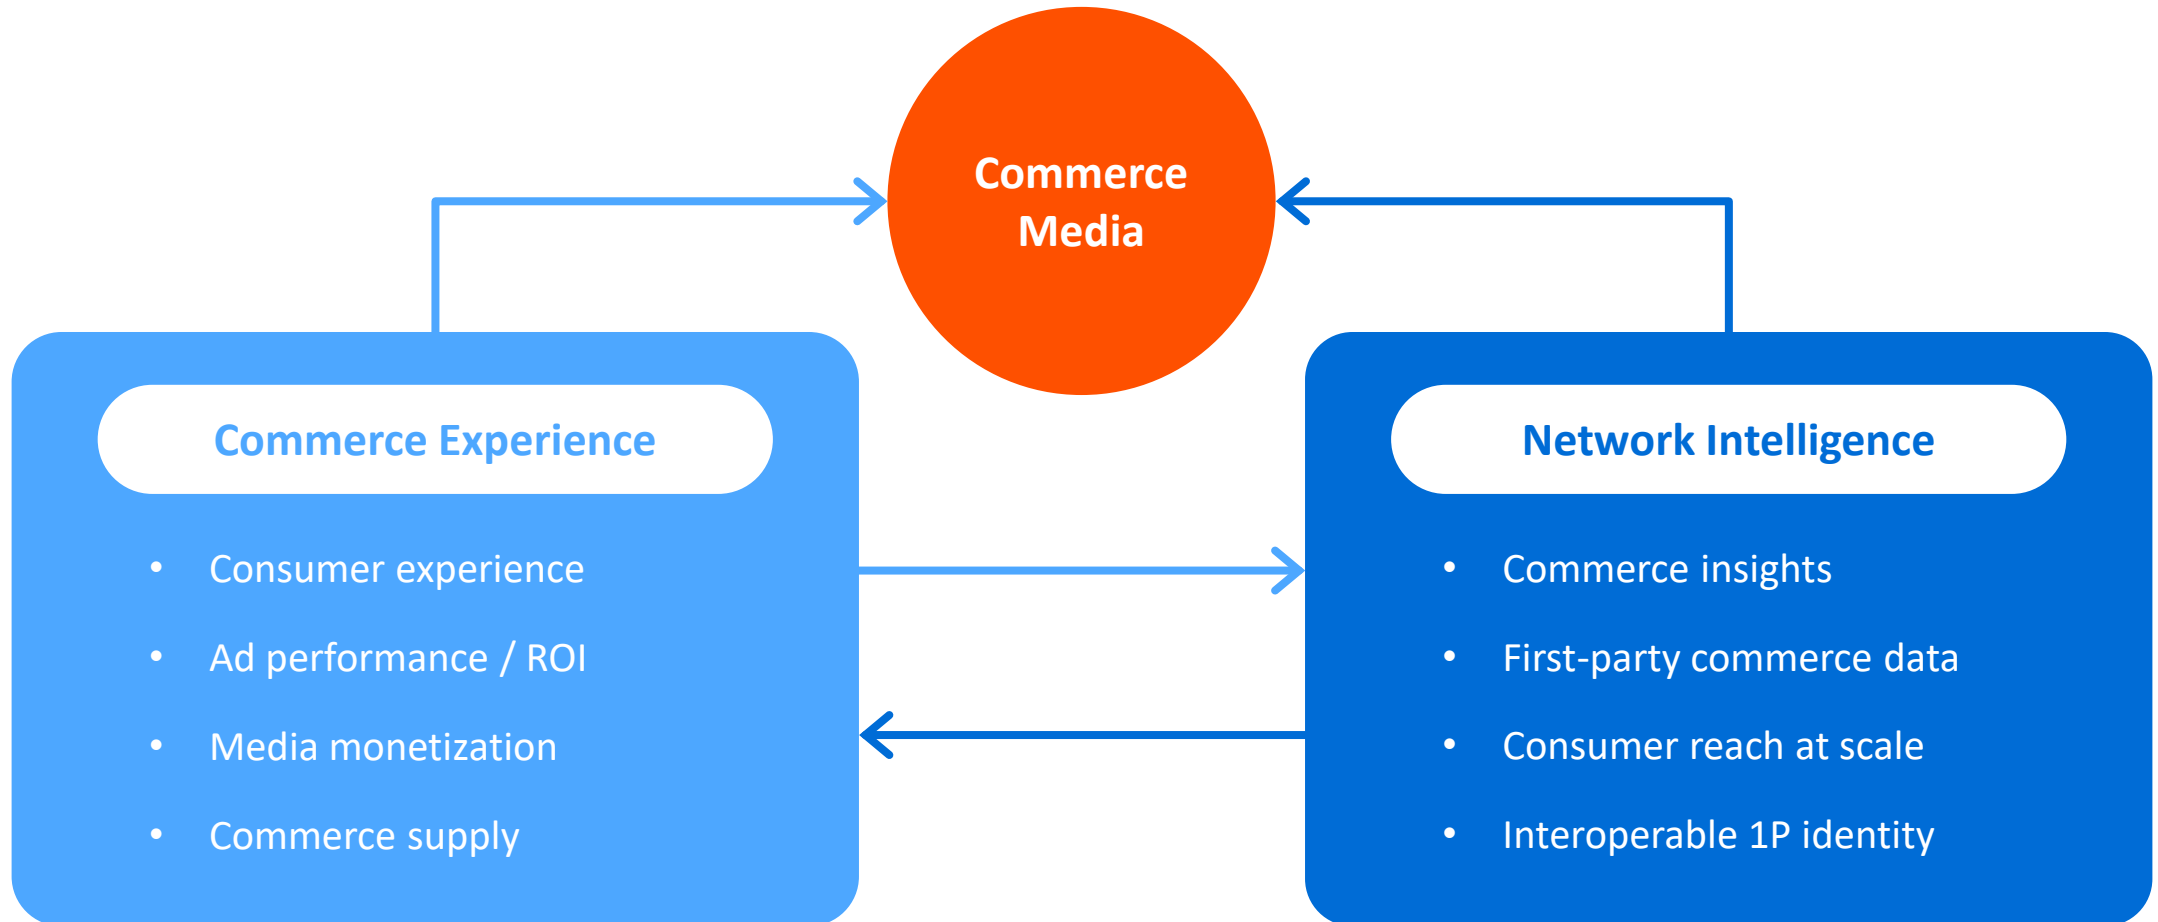 Commerce
Media
Commerce Experience
• Consumer experience
• Ad performance / ROI
• Media monetization
• Commerce supply
Network Intelligence
• Commerce insights
• First-party commerce data
• Consumer reach at scale
• Interoperable 1P identity